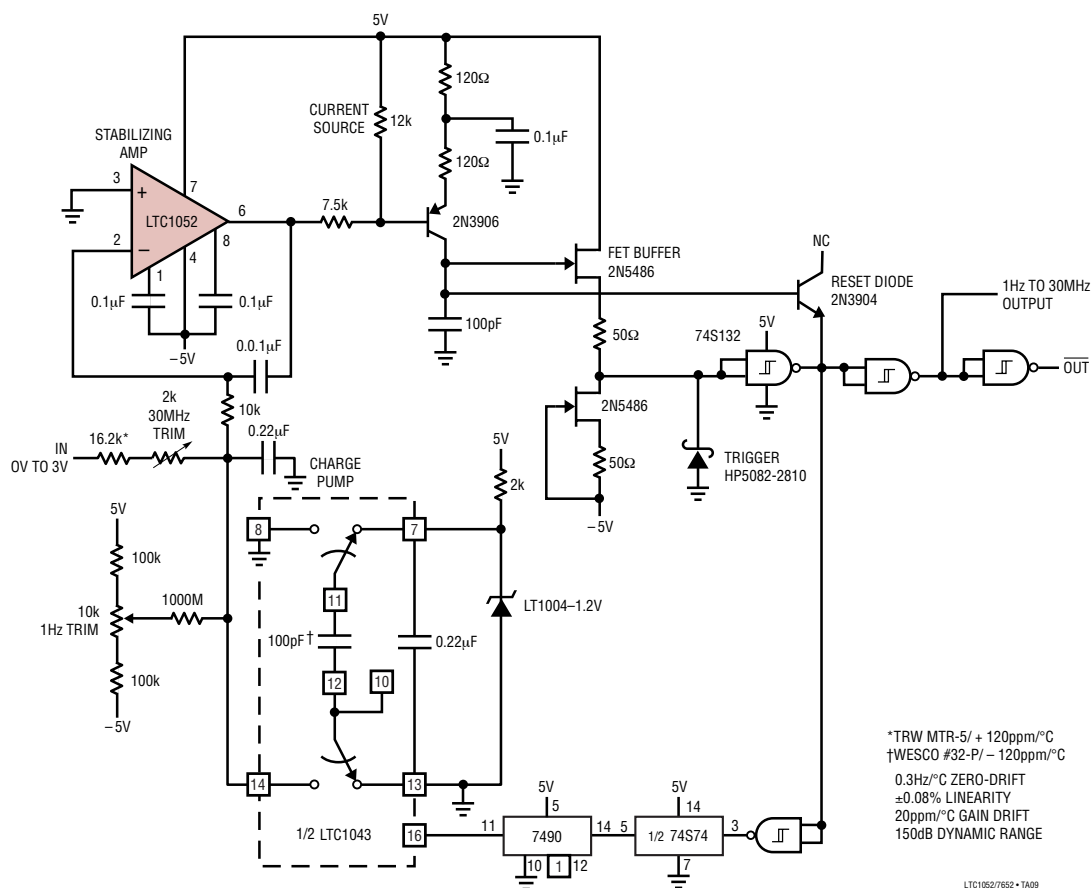 5V
120Ω
CURRENT
SOURCE
12k
0.1µF
STABILIZING
AMP
120Ω
3
+
7
LTC1052
6
7.5k
2N3906
2
–
8
4
1
NC
FET BUFFER
2N5486
RESET DIODE
2N3904
1Hz TO 30MHz
OUTPUT
0.1µF
0.1µF
100pF
50Ω
74S132
5V
–5V
0.0.1µF
OUT
2k
30MHz
TRIM
10k
2N5486
IN
0V TO 3V
16.2k*
0.22µF
CHARGE
PUMP
5V
2k
50Ω
TRIGGER
HP5082-2810
–5V
5V
8
7
100k
11
LT1004–1.2V
10k
1Hz TRIM
1000M
100pF†
0.22µF
100k
12
10
–5V
*TRW MTR-5/ + 120ppm/°C
†WESCO #32-P/ – 120ppm/°C
14
13
0.3Hz/°C ZERO-DRIFT
±0.08% LINEARITY
20ppm/°C GAIN DRIFT
150dB DYNAMIC RANGE
5V
5V
1/2 LTC1043
16
11
5
7490
14
5
14
1/2 74S74
3
10
1
12
7
LTC1052/7652 • TA09